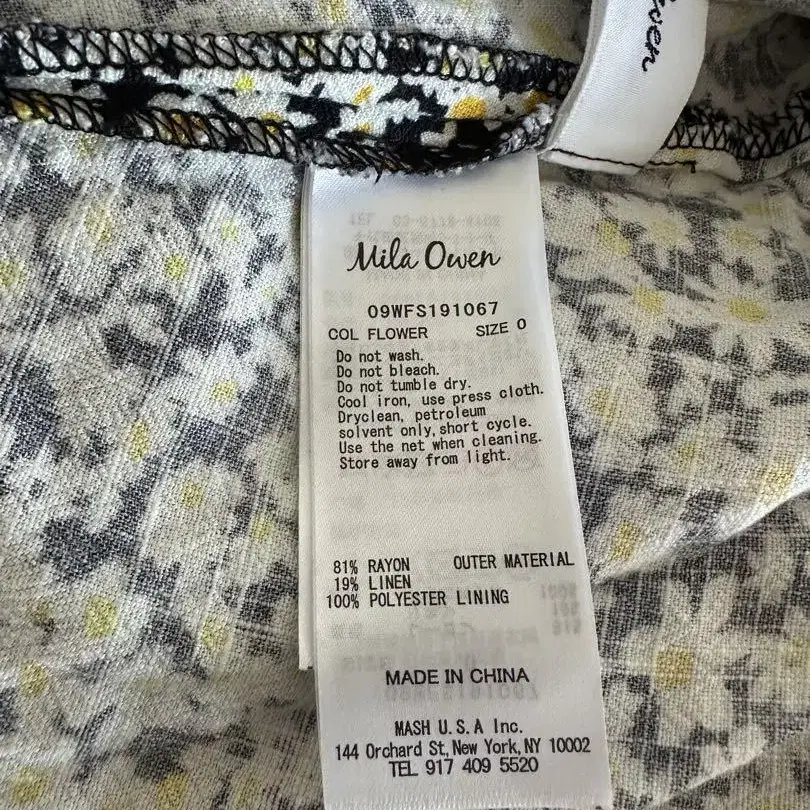 Mila Owen
09WFS191067
COL FLOWER SIZE 0
Do not wash.
Do not bleach.
Do not tumble dry.
Cool iron, use press cloth.
Dryclean, petroleum
solvent only, short cycle.
Use the net when cleaning.
Store away from light.
81% RAYON OUTER MATERIAL
19% LINEN
100% POLYESTER LINING
MADE IN CHINA
MASH U.S.A Inc.
144 Orchard St, New York, NY 10002
TEL 917 409 5520